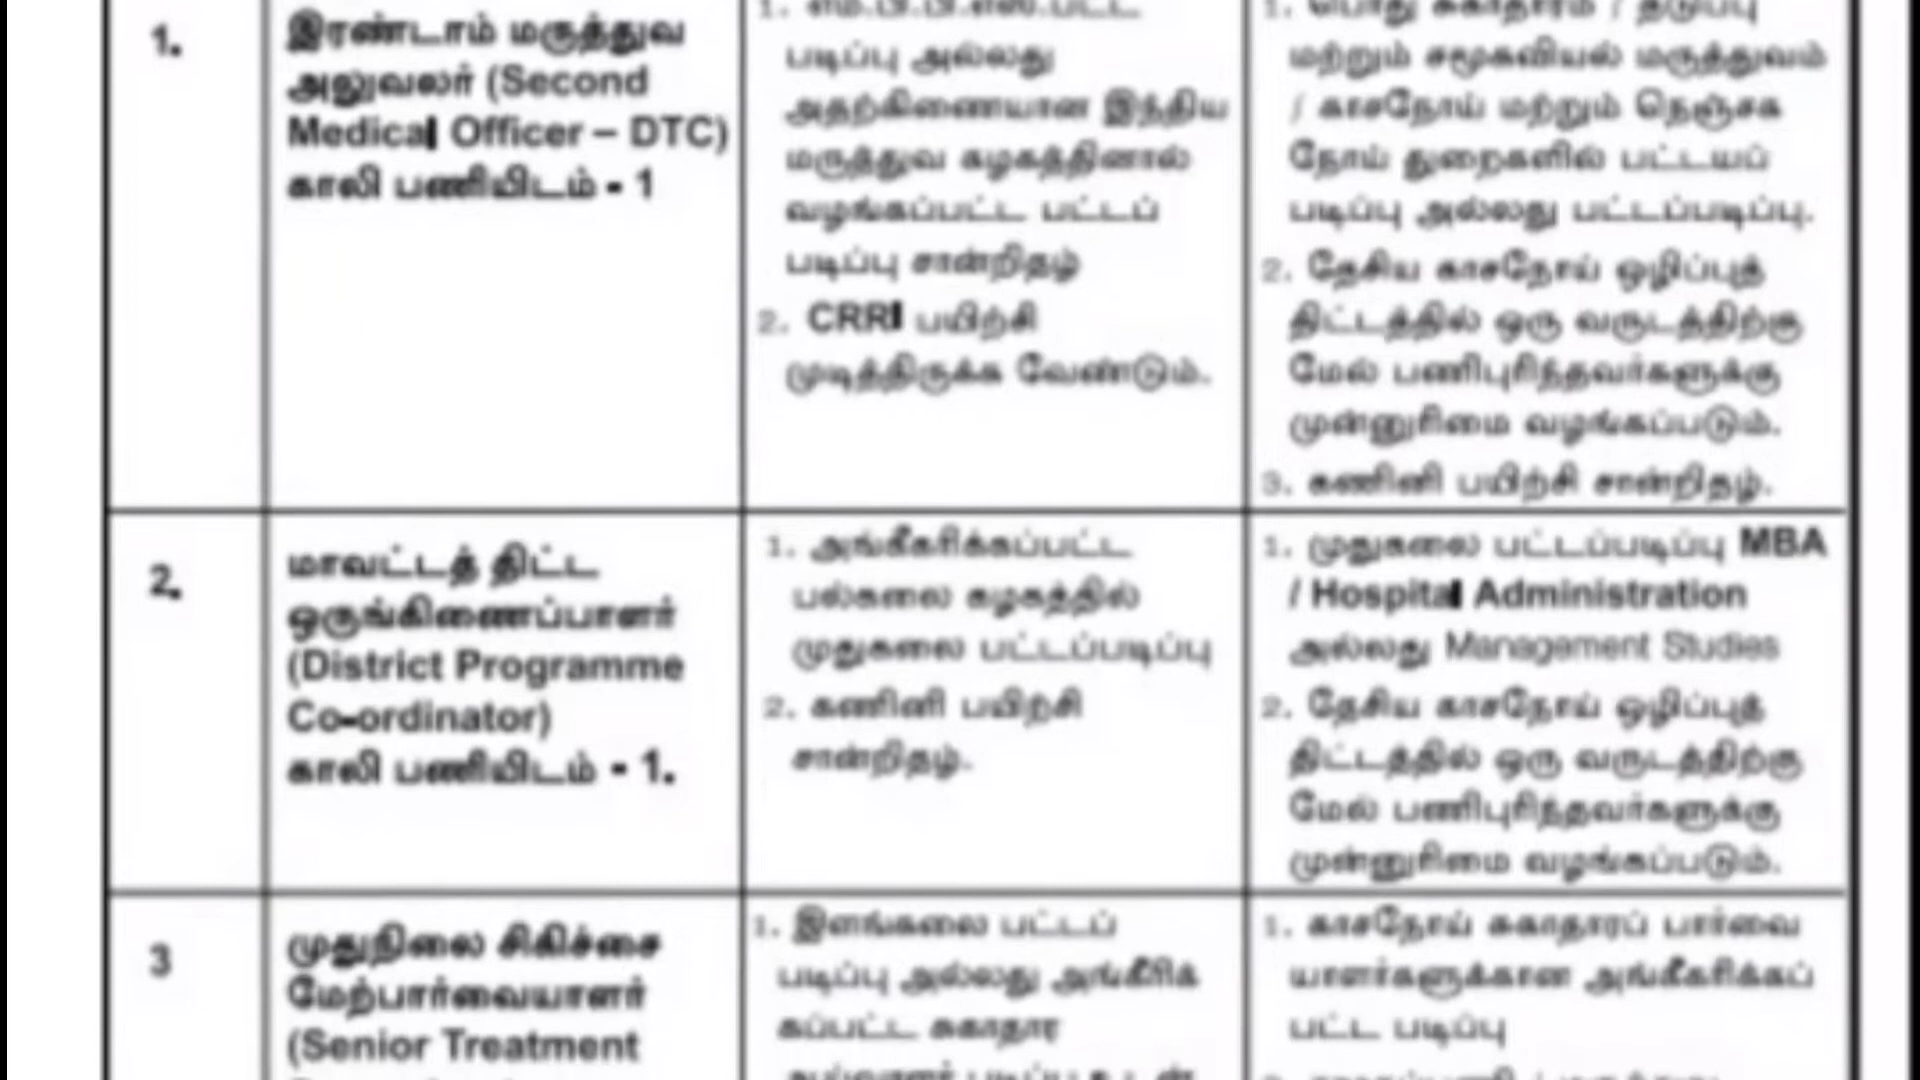 1.
இரண்டாம் மருத்துவ
அலுவலர் (Second
Medical Officer – DTC)
காலி பணியிடம் - 1
1. எம்.பி.பி.எஸ்.பட்ட
படிப்பு அல்லது
அதற்கிணையான இந்திய
மருத்துவ கழகத்தினால்
வழங்கப்பட்ட பட்டப்
படிப்பு சான்றிதழ்
2. CRRI பயிற்சி
முடித்திருக்க வேண்டும்.
1. பொது சுகாதாரம் / தடுப்பு
மற்றும் சமூகவியல் மருத்துவம்
/ காசநோய் மற்றும் நெஞ்சக
நோய் துறைகளில் பட்டயப்
படிப்பு அல்லது பட்டப்படிப்பு.
2. தேசிய காசநோய் ஒழிப்புத்
திட்டத்தில் ஒரு வருடத்திற்கு
மேல் பணிபுரிந்தவர்களுக்கு
முன்னுரிமை வழங்கப்படும்.
3. கணினி பயிற்சி சான்றிதழ்.
2.
மாவட்டத் திட்ட
ஒருங்கிணைப்பாளர்
(District Programme
Co-ordinator)
காலி பணியிடம் - 1.
1. அங்கீகரிக்கப்பட்ட
பல்கலை கழகத்தில்
முதுகலை பட்டப்படிப்பு
2. கணினி பயிற்சி
சான்றிதழ்.
1. முதுகலை பட்டப்படிப்பு MBA
/ Hospital Administration
அல்லது Management Studies
2. தேசிய காசநோய் ஒழிப்புத்
திட்டத்தில் ஒரு வருடத்திற்கு
மேல் பணிபுரிந்தவர்களுக்கு
முன்னுரிமை வழங்கப்படும்.
3
முதுநிலை சிகிச்சை
மேற்பார்வையாளர்
(Senior Treatment
1. இளங்கலை பட்டப்
படிப்பு அல்லது அங்கீரிக்
கப்பட்ட சுகாதார
1. காசநோய் சுகாதாரப் பார்வை
யாளர்களுக்கான அங்கீகரிக்கப்
பட்ட படிப்பு